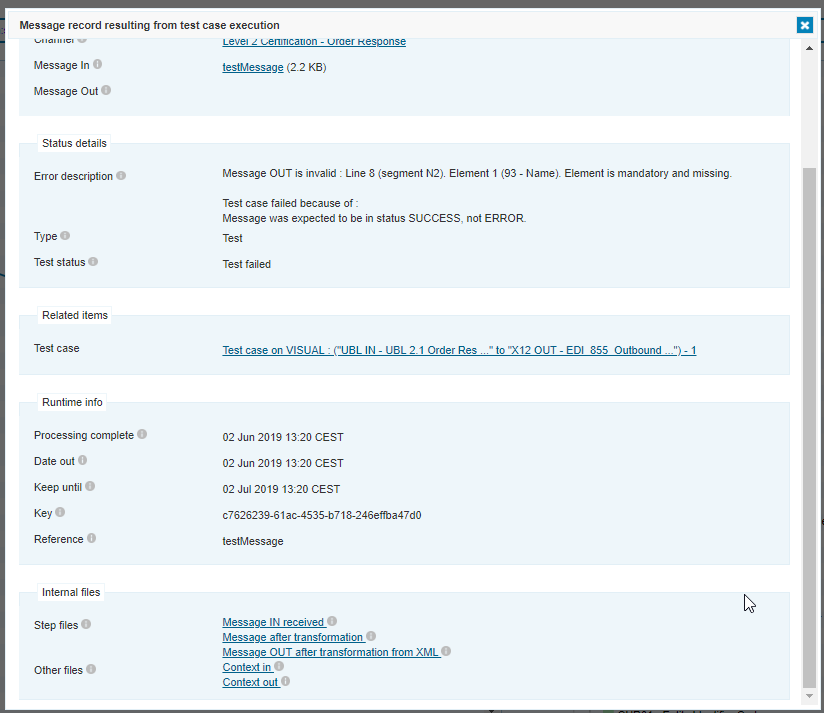 Message record resulting from test case execution
Channel
Level 2 Certification - Order Response
Message In
testMessage (2.2 KB)
Message Out
Status details
Error description
Message OUT is invalid : Line 8 (segment N2). Element 1 (93 - Name). Element is mandatory and missing.
Test case failed because of :
Message was expected to be in status SUCCESS, not ERROR.
Type
Test
Test status
Test failed
Related items
Test case
Test case on VISUAL : ("UBL IN - UBL 2.1 Order Res ..." to "X12 OUT - EDI_855_Outbound ...") - 1
Runtime info
Processing complete
02 Jun 2019 13:20 CEST
Date out
02 Jun 2019 13:20 CEST
Keep until
02 Jul 2019 13:20 CEST
Key
c7626239-61ac-4535-b718-246effba47d0
Reference
testMessage
Internal files
Step files
Message IN received
Message after transformation
Message OUT after transformation from XML
Other files
Context in
Context out